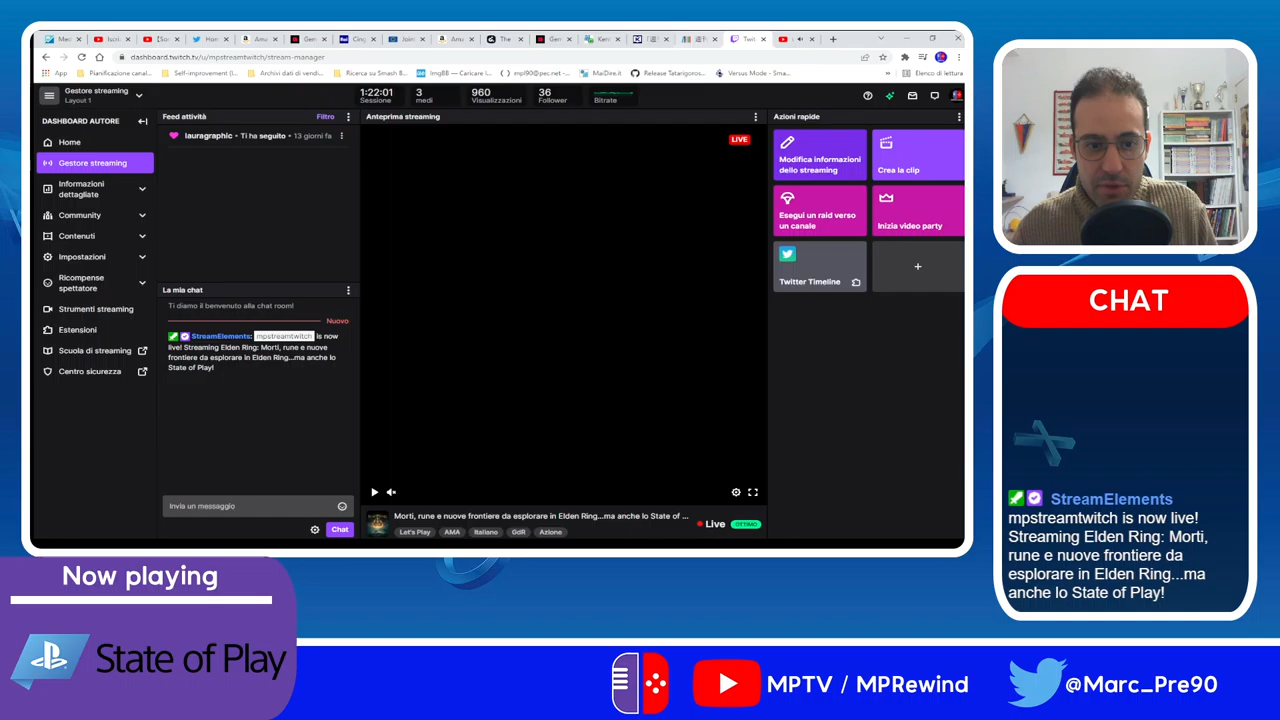 Twit
dashboard.twitch.tv/u/mpstreamtwitch/stream-manager
App
Pianificazione canal...
Self-improvement (
Archivi dati di vendi...
Ricerca su Smash B...
ImgBB — Caricare i...
mpl90@pec.net -...
MaiDire.it
Release Tatarigoros...
Versus Mode - Sma...
Elenco di lettura
Gestore streaming
Layout 1
1:22:01
Sessione
3
medi
960
Visualizzazioni
36
Follower
Bitrate
DASHBOARD AUTORE
Home
Gestore streaming
Informazioni
dettagliate
Community
Contenuti
Impostazioni
Ricompense
spettatore
Strumenti streaming
Estensioni
Scuola di streaming
Centro sicurezza
Feed attività
Filtro
lauragraphic • Ti ha seguito • 13 giorni fa
La mia chat
Ti diamo il benvenuto alla chat room!
Nuovo
StreamElements: mpstreamtwitch is now
live! Streaming Elden Ring: Morti, rune e nuove
frontiere da esplorare in Elden Ring...ma anche lo
State of Play!
Invia un messaggio
Chat
Anteprima streaming
LIVE
Morti, rune e nuove frontiere da esplorare in Elden Ring...ma anche lo State of ...
Let's Play
AMA
Italiano
GdR
Azione
Live
OTTIMO
Azioni rapide
Modifica informazioni
dello streaming
Crea la clip
Esegui un raid verso
un canale
Inizia video party
Twitter Timeline
CHAT
StreamElements
mpstreamtwitch is now live!
Streaming Elden Ring: Morti,
rune e nuove frontiere da
esplorare in Elden Ring...ma
anche lo State of Play!
Now playing
State of Play
MPTV / MPRewind
@Marc_Pre90